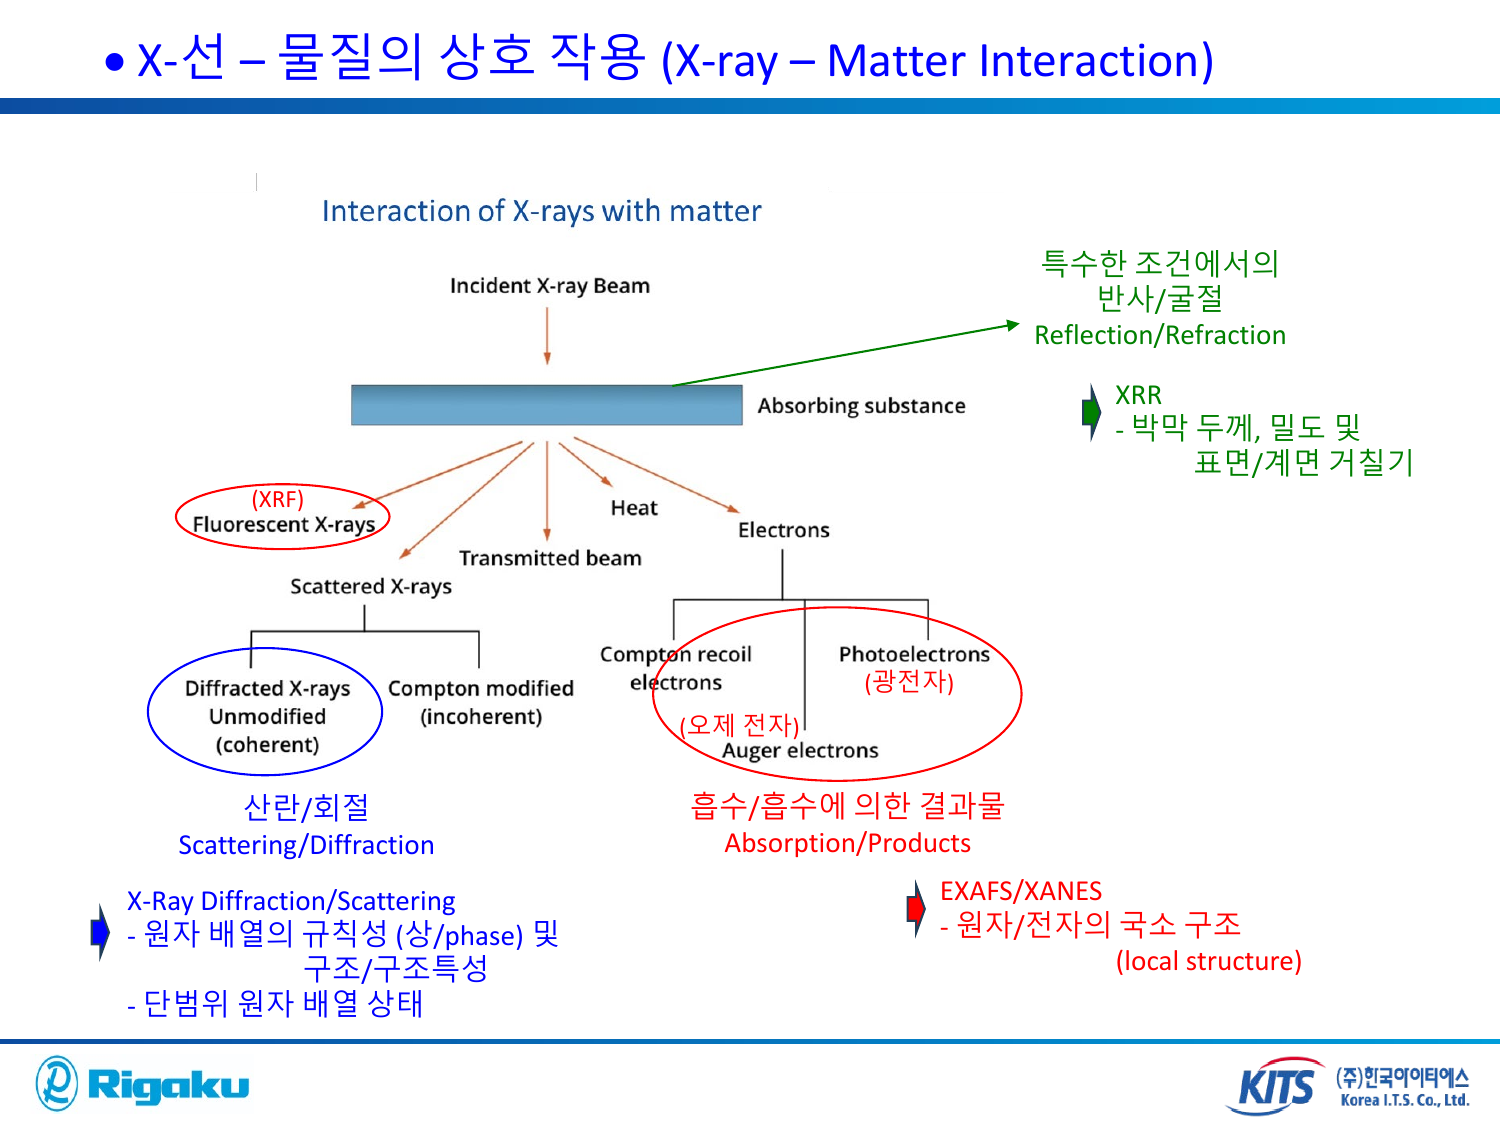 • X-선 – 물질의 상호 작용 (X-ray – Matter Interaction)
Interaction of X-rays with matter
Incident X-ray Beam
Absorbing substance
특수한 조건에서의
반사/굴절
Reflection/Refraction
XRR
- 박막 두께, 밀도 및
표면/계면 거칠기
(XRF)
Fluorescent X-rays
Heat
Electrons
Transmitted beam
Scattered X-rays
Compton recoil
electrons
Photoelectrons
(광전자)
Diffracted X-rays
Unmodified
(coherent)
Compton modified
(incoherent)
(오제 전자)
Auger electrons
산란/회절
Scattering/Diffraction
흡수/흡수에 의한 결과물
Absorption/Products
X-Ray Diffraction/Scattering
- 원자 배열의 규칙성 (상/phase) 및
구조/구조특성
- 단범위 원자 배열 상태
EXAFS/XANES
- 원자/전자의 국소 구조
(local structure)
Rigaku
KITS
(주)한국아이티에스
Korea I.T.S. Co., Ltd.